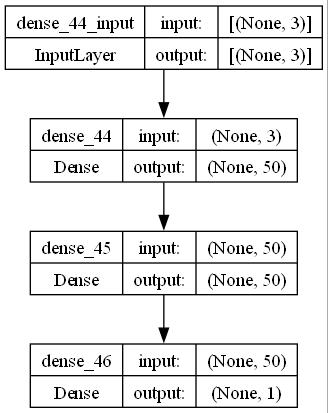 dense_44_input input: [(None, 3)]
InputLayer output: [(None, 3)]
dense_44 input: (None, 3)
Dense output: (None, 50)
dense_45 input: (None, 50)
Dense output: (None, 50)
dense_46 input: (None, 50)
Dense output: (None, 1)